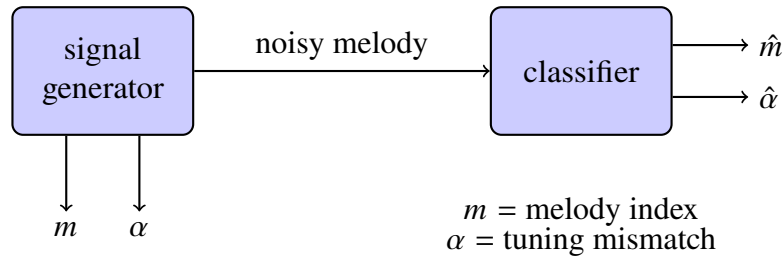 signal
generator
noisy melody
classifier
m̂
α̂
m
α
m = melody index
α = tuning mismatch